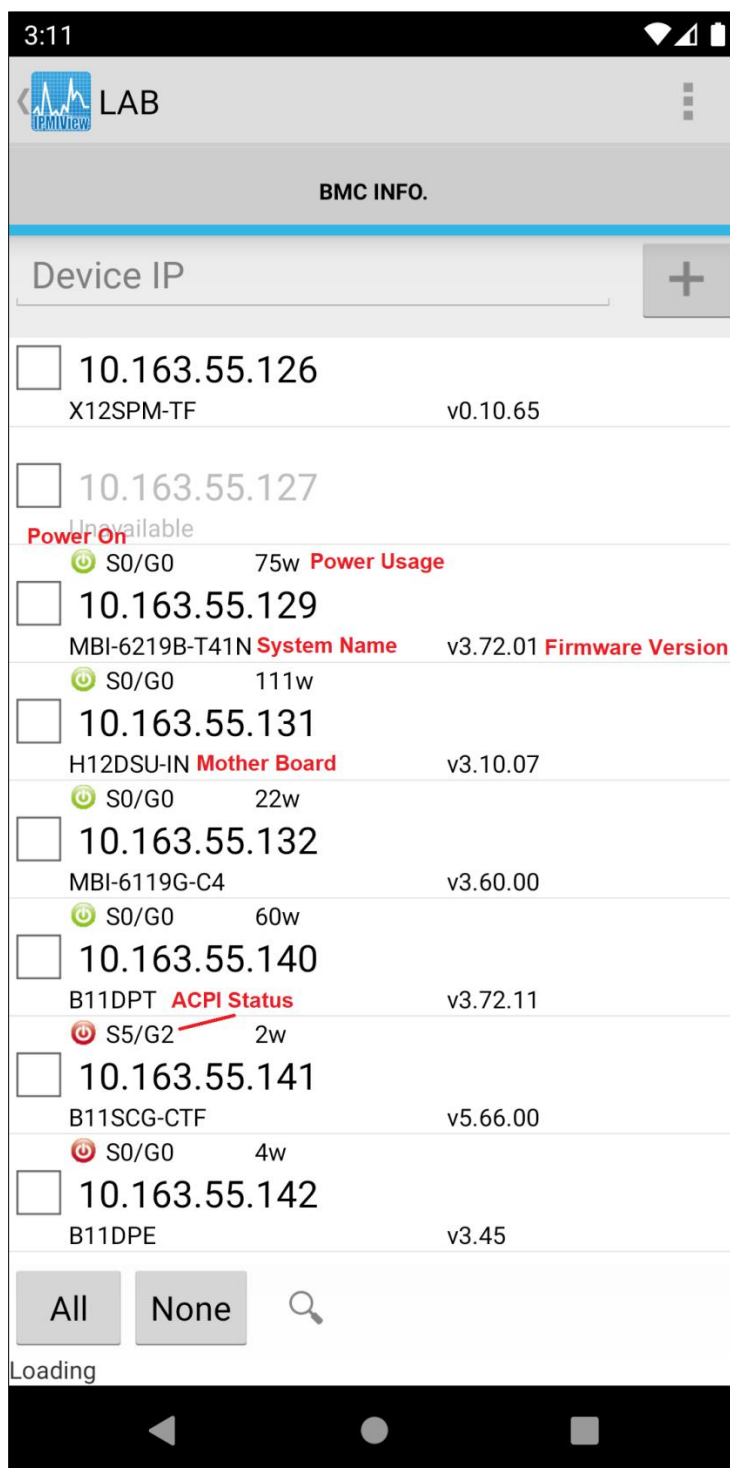 3:11
IPMIView LAB
BMC INFO.
Device IP +
10.163.55.126
X12SPM-TF v0.10.65
10.163.55.127
Unavailable
Power On
S0/G0 75w Power Usage
10.163.55.129
MBI-6219B-T41N System Name v3.72.01 Firmware Version
S0/G0 111w
10.163.55.131
H12DSU-IN Mother Board v3.10.07
S0/G0 22w
10.163.55.132
MBI-6119G-C4 v3.60.00
S0/G0 60w
10.163.55.140
B11DPT ACPI Status v3.72.11
S5/G2 2w
10.163.55.141
B11SCG-CTF v5.66.00
S0/G0 4w
10.163.55.142
B11DPE v3.45
All None
Loading